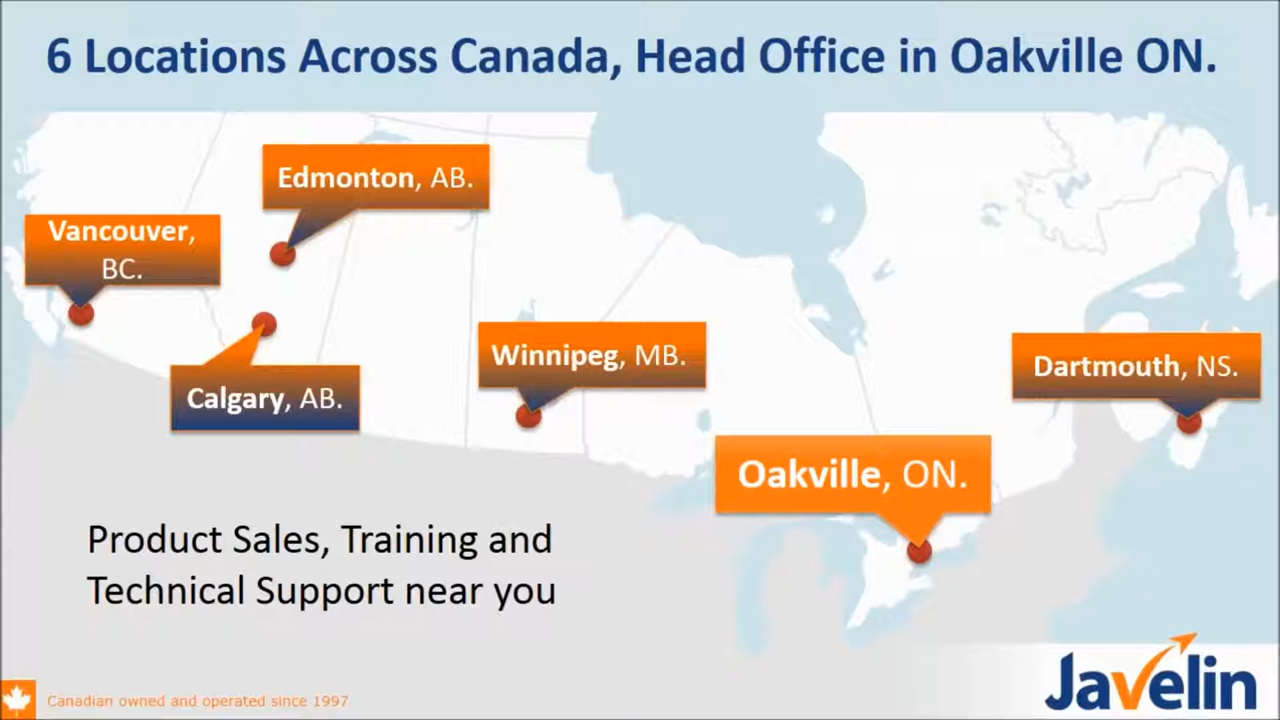 6 Locations Across Canada, Head Office in Oakville ON.
Edmonton, AB.
Vancouver,
BC.
Winnipeg, MB.
Dartmouth, NS.
Calgary, AB.
Oakville, ON.
Product Sales, Training and
Technical Support near you
Javelin
Canadian owned and operated since 1997